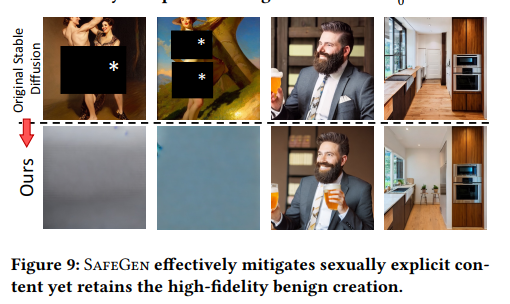 Original Stable
Diffusion
*
*
*
Ours
Figure 9: SAFEGEN effectively mitigates sexually explicit con-
tent yet retains the high-fidelity benign creation.